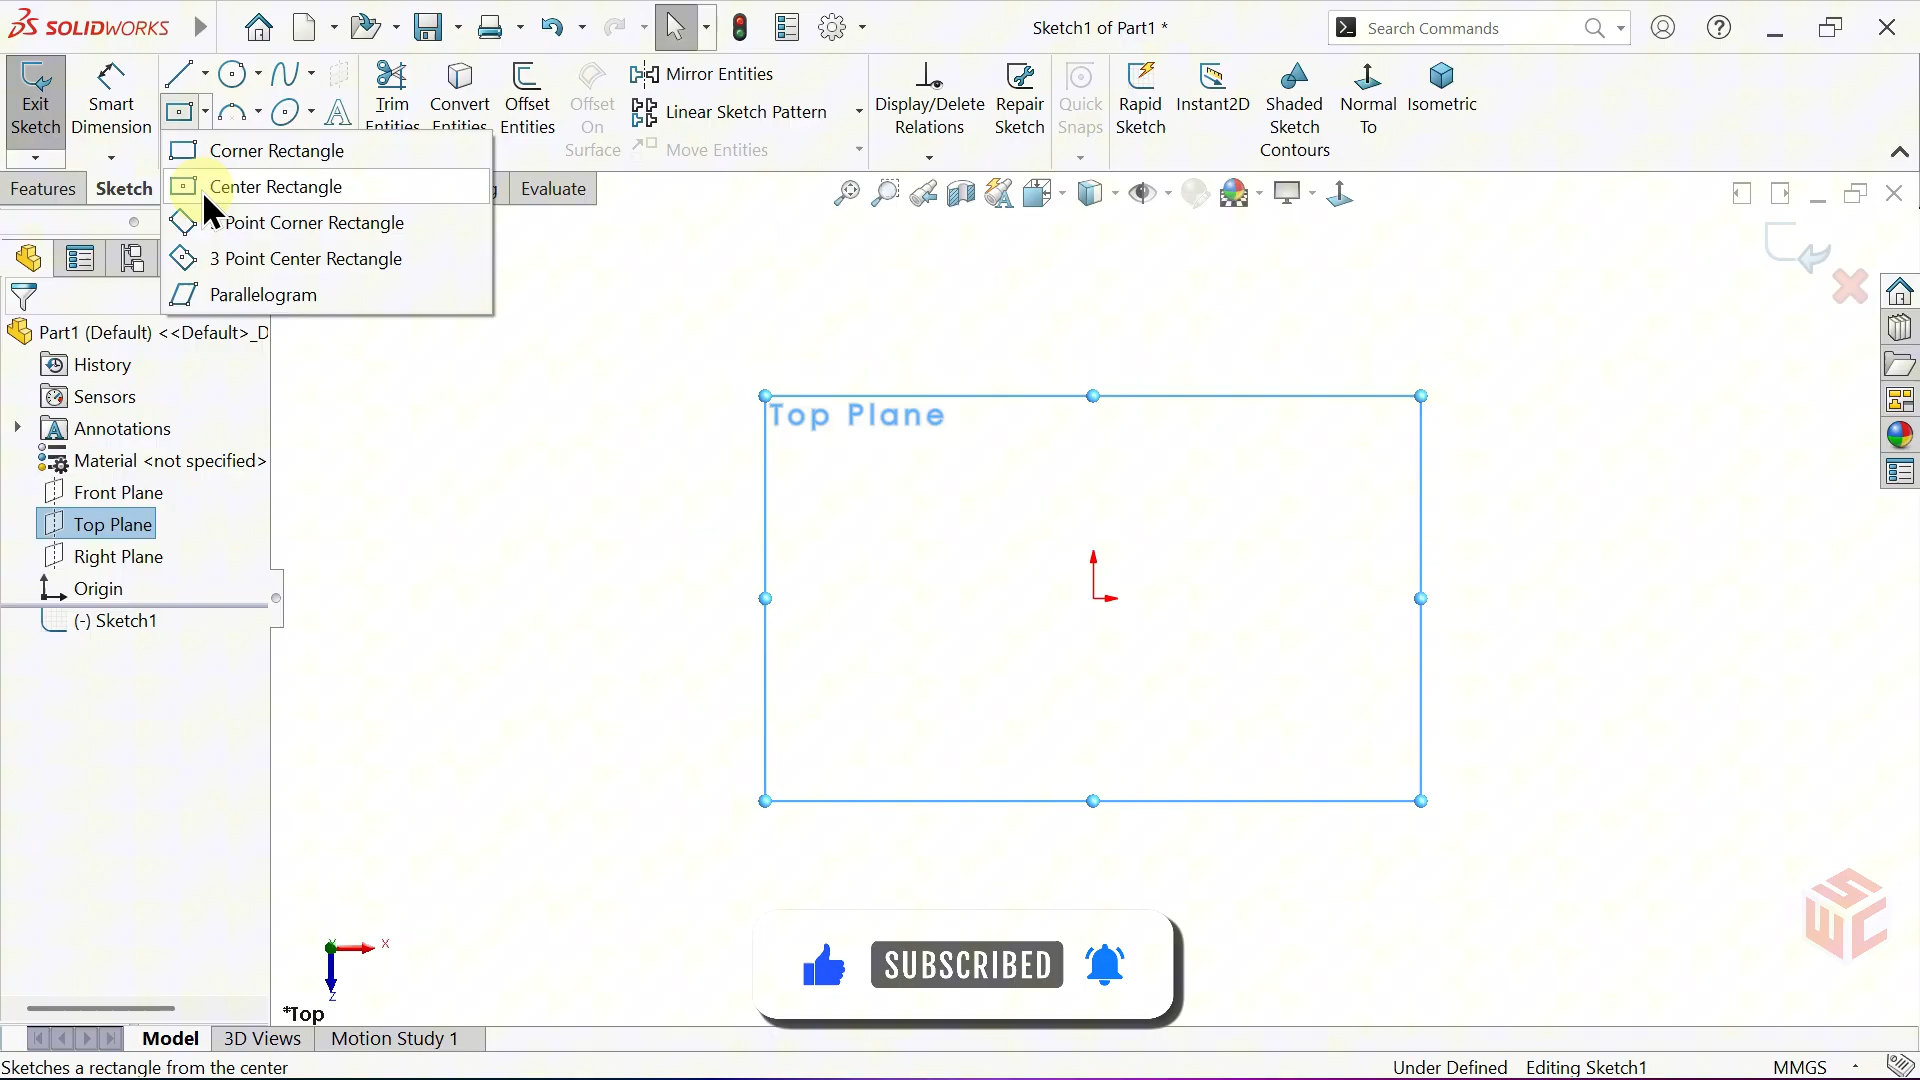 SOLIDWORKS
Sketch1 of Part1 *
Search Commands
Exit
Sketch
Smart
Dimension
Trim
Entities
Convert
Entities
Offset
Entities
Offset
On
Surface
Mirror Entities
Linear Sketch Pattern
Move Entities
Display/Delete
Relations
Repair
Sketch
Quick
Snaps
Rapid
Sketch
Instant2D
Shaded
Sketch
Contours
Normal
To
Isometric
Corner Rectangle
Center Rectangle
Point Corner Rectangle
3 Point Center Rectangle
Parallelogram
Features
Sketch
Evaluate
Part1 (Default) <<Default>_D
History
Sensors
Annotations
Material <not specified>
Front Plane
Top Plane
Right Plane
Origin
(-) Sketch1
Top Plane
X
Y
Z
*Top
SUBSCRIBED
SWC
Model
3D Views
Motion Study 1
Sketches a rectangle from the center
Under Defined
Editing Sketch1
MMGS